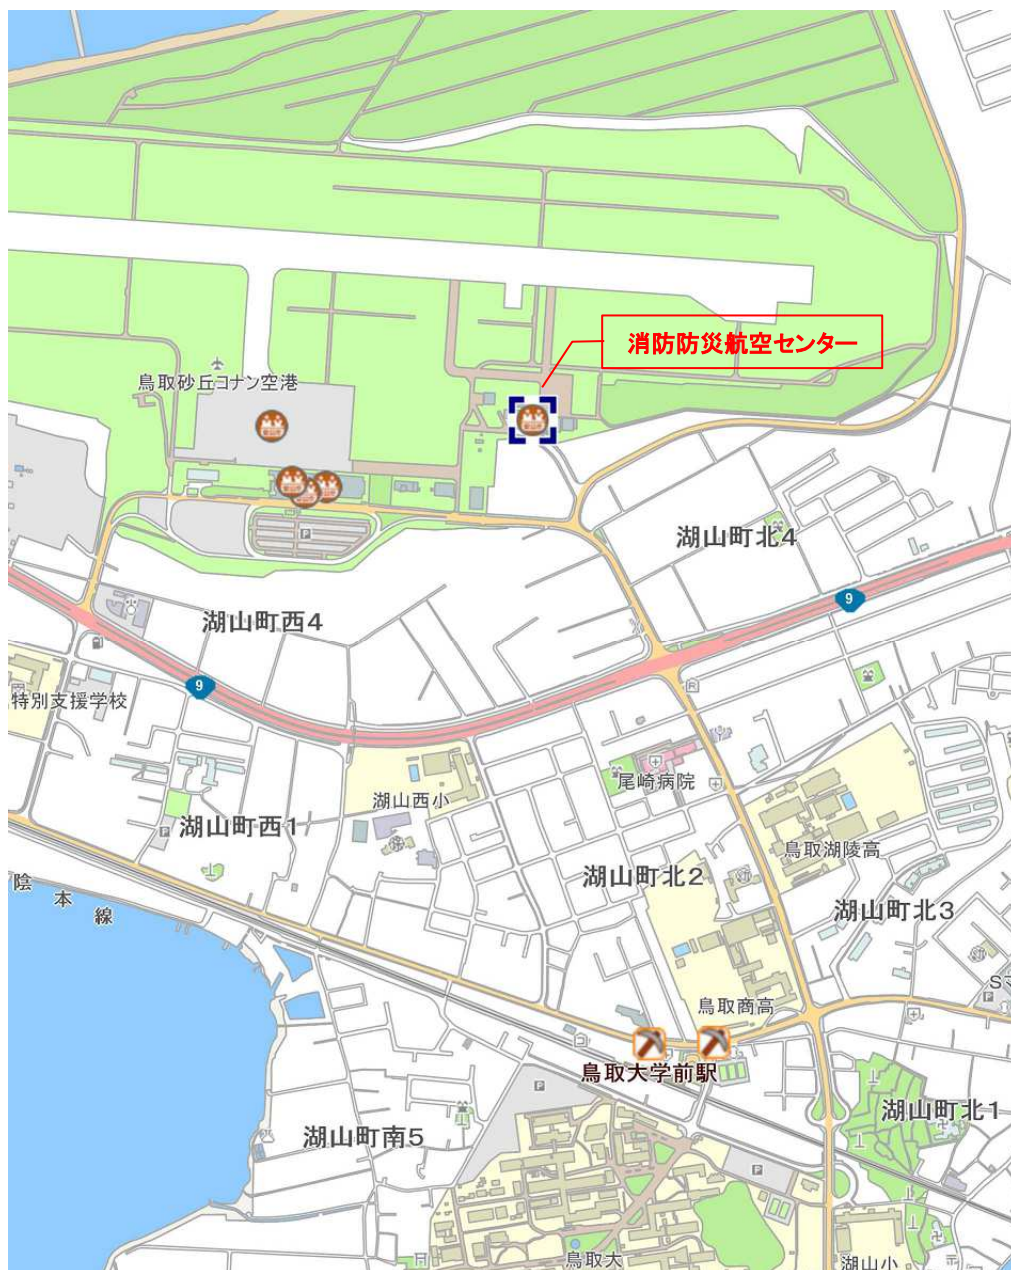 消防防災航空センター
鳥取砂丘コナン空港
P
湖山町北4
9
湖山町西4
9
特別支援学校
R
尾崎病院
湖山西小
湖山町西1
P
鳥取湖陵高
湖山町北2
湖山町北3
陰本線
S
P
鳥取商高
鳥取大学前駅
P
湖山町北1
湖山町南5
P
鳥取大
湖山小